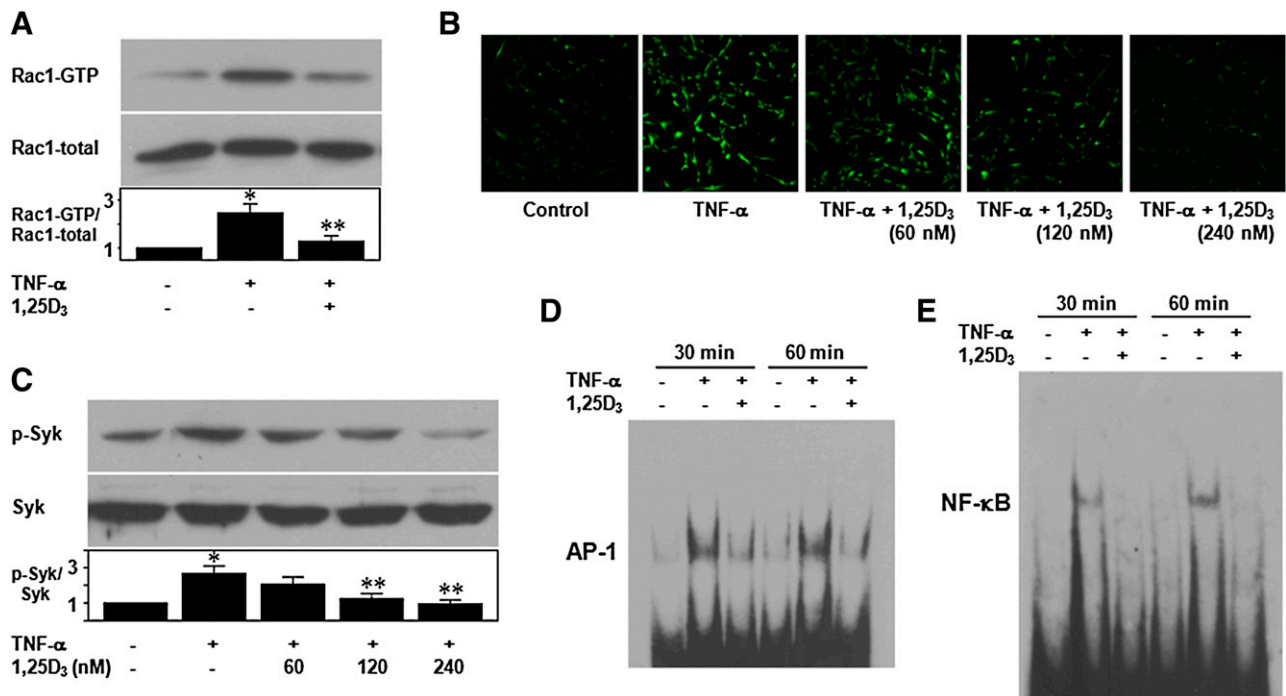 A
Rac1-GTP
Rac1-total
Rac1-GTP/
Rac1-total
3
1
*
**
TNF-α - + +
1,25D₃ - - +
B
Control
TNF-α
TNF-α + 1,25D₃
(60 nM)
TNF-α + 1,25D₃
(120 nM)
TNF-α + 1,25D₃
(240 nM)
C
p-Syk
Syk
p-Syk/
Syk
3
1
*
**
**
TNF-α - + + + +
1,25D₃ (nM) - - 60 120 240
D
30 min 60 min
TNF-α - + + - + +
1,25D₃ - - + - - +
AP-1
E
30 min 60 min
TNF-α - + + - + +
1,25D₃ - - + - - +
NF-κB